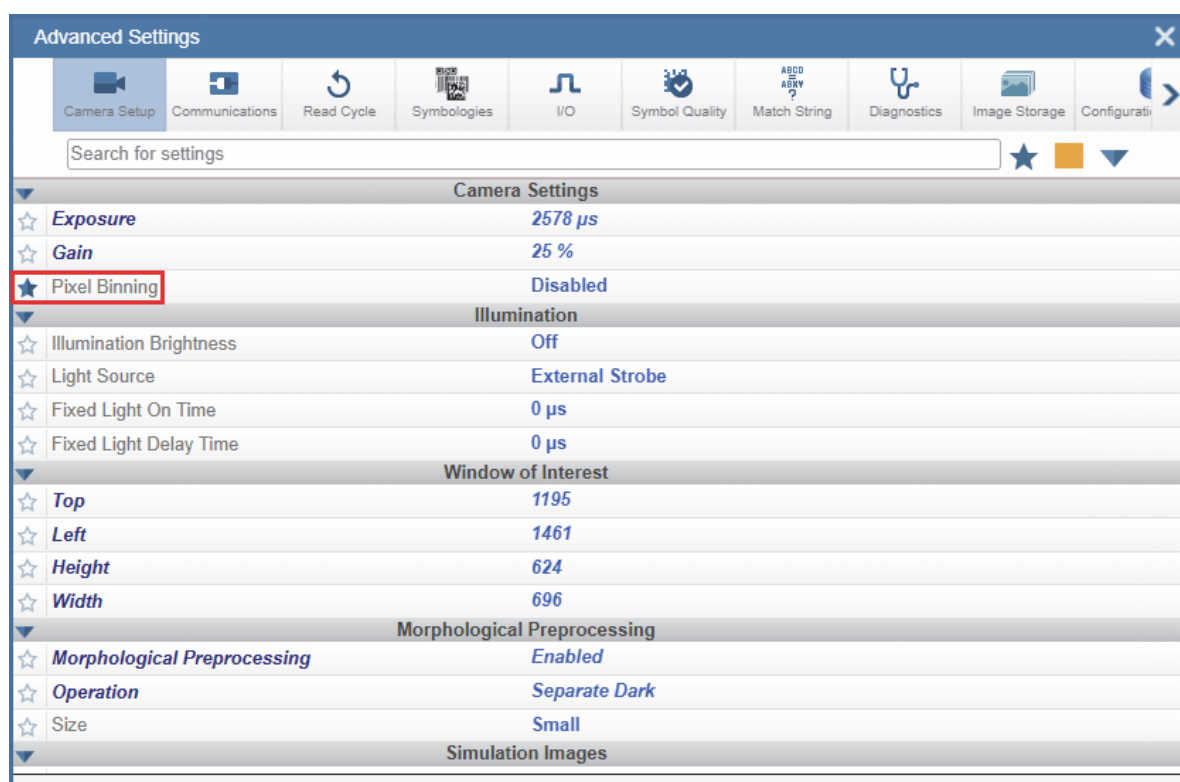 Advanced Settings
Camera Setup Communications Read Cycle Symbologies I/O Symbol Quality Match String Diagnostics Image Storage Configurati
Search for settings
Camera Settings
Exposure 2578 µs
Gain 25 %
Pixel Binning Disabled
Illumination
Illumination Brightness Off
Light Source External Strobe
Fixed Light On Time 0 µs
Fixed Light Delay Time 0 µs
Window of Interest
Top 1195
Left 1461
Height 624
Width 696
Morphological Preprocessing
Morphological Preprocessing Enabled
Operation Separate Dark
Size Small
Simulation Images